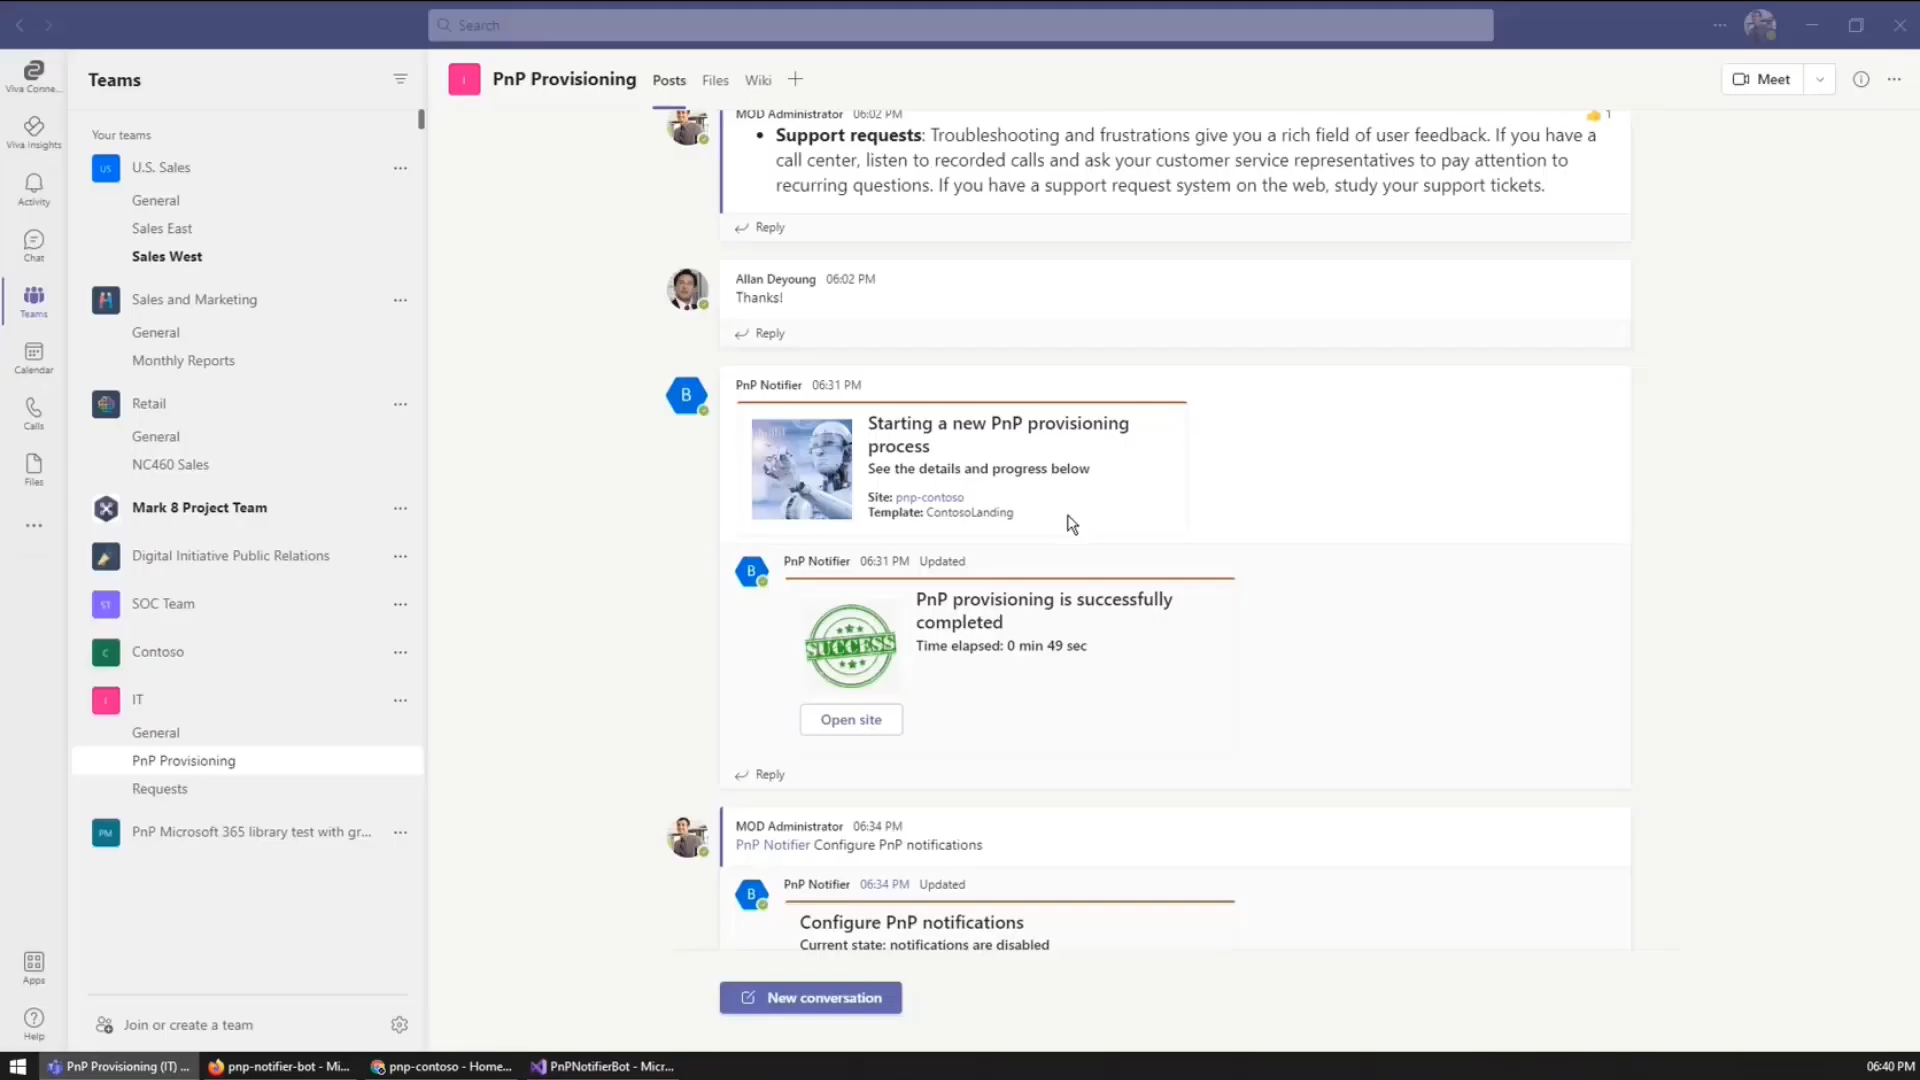 Search
Viva Conne...
Viva Insights
Activity
Chat
Teams
Calendar
Calls
Files
Apps
Help
Teams
Your teams
US
U.S. Sales
General
Sales East
Sales West
Sales and Marketing
General
Monthly Reports
Retail
General
NC460 Sales
Mark 8 Project Team
Digital Initiative Public Relations
ST
SOC Team
C
Contoso
I
IT
General
PnP Provisioning
Requests
PM
PnP Microsoft 365 library test with gr...
Join or create a team
I
PnP Provisioning
Posts
Files
Wiki
Meet
MOD Administrator 06:02 PM
1
• Support requests: Troubleshooting and frustrations give you a rich field of user feedback. If you have a
call center, listen to recorded calls and ask your customer service representatives to pay attention to
recurring questions. If you have a support request system on the web, study your support tickets.
Reply
Allan Deyoung 06:02 PM
Thanks!
Reply
B
PnP Notifier 06:31 PM
Starting a new PnP provisioning
process
See the details and progress below
Site: pnp-contoso
Template: ContosoLanding
B
PnP Notifier 06:31 PM Updated
PnP provisioning is successfully
completed
Time elapsed: 0 min 49 sec
SUCCESS
Open site
Reply
MOD Administrator 06:34 PM
PnP Notifier Configure PnP notifications
B
PnP Notifier 06:34 PM Updated
Configure PnP notifications
Current state: notifications are disabled
New conversation
PnP Provisioning (IT) ...
pnp-notifier-bot - Mi...
pnp-contoso - Home...
PnPNotifierBot - Micr...
06:40 PM